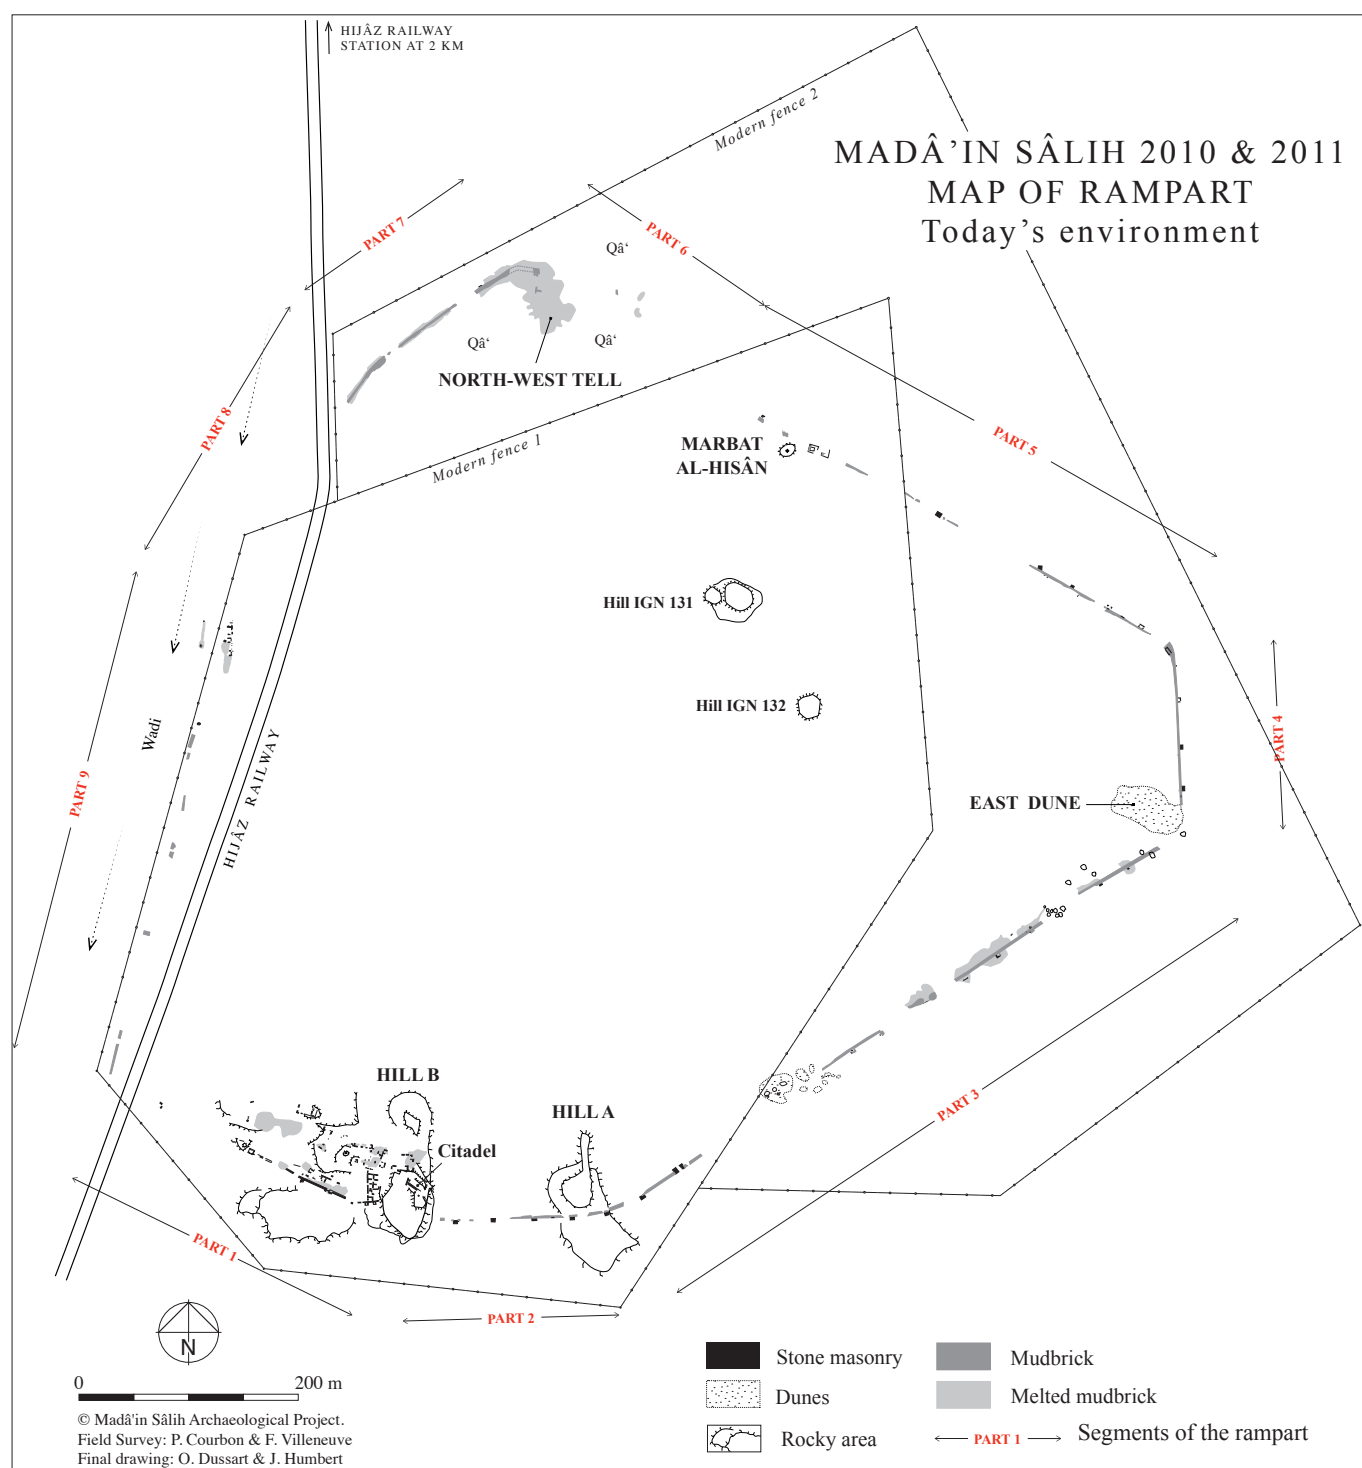 HIJÂZ RAILWAY
STATION AT 2 KM
Modern fence 2
MADÂ'IN SÂLIH 2010 & 2011
MAP OF RAMPART
Today's environment
PART 7
PART 6
Qâ‘
Qâ‘
Qâ‘
NORTH-WEST TELL
PART 8
Modern fence 1
MARBAT
AL-HISÂN
PART 5
Hill IGN 131
Hill IGN 132
Wadi
PART 4
HIJÂZ RAILWAY
PART 9
EAST DUNE
HILL B
HILL A
PART 3
Citadel
PART 1
PART 2
N
0 200 m
© Madâ'in Sâlih Archaeological Project.
Field Survey: P. Courbon & F. Villeneuve
Final drawing: O. Dussart & J. Humbert
Stone masonry
Mudbrick
Dunes
Melted mudbrick
Rocky area
PART 1
Segments of the rampart